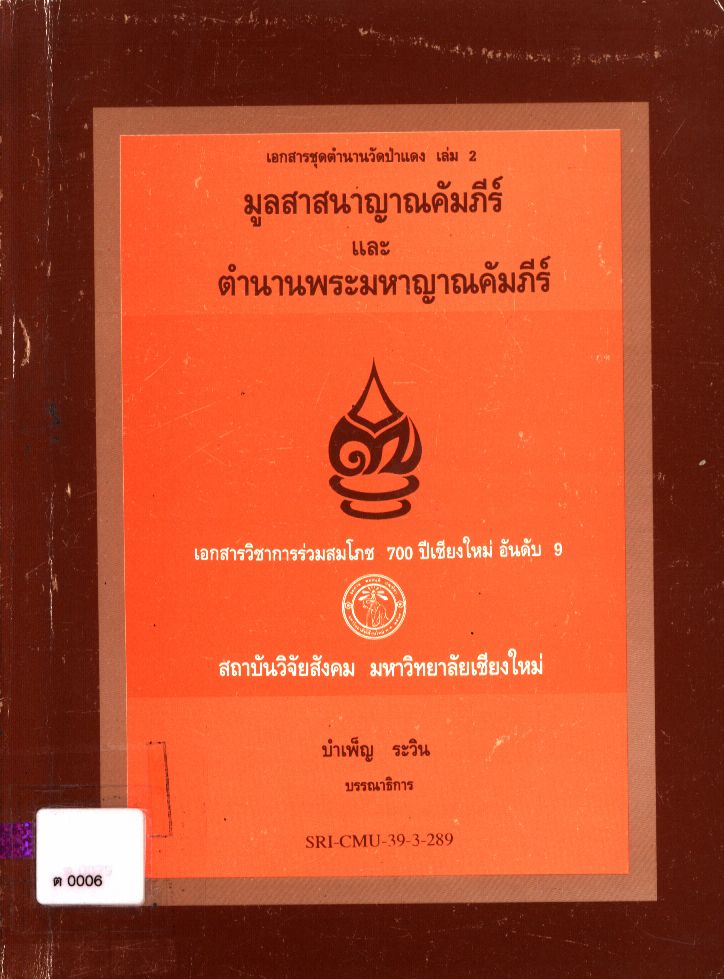 เอกสารชุดตำนานวัดป่าแดง เล่ม 2
มูลสาสนาญาณคัมภีร์
และ
ตำนานพระมหาญาณคัมภีร์
เอกสารวิชาการร่วมสมโภช 700 ปีเชียงใหม่ อันดับ 9
สถาบันวิจัยสังคม มหาวิทยาลัยเชียงใหม่
บำเพ็ญ ระวิน
บรรณาธิการ
SRI-CMU-39-3-289
ต 0006